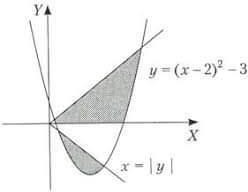 Y
y = (x – 2)² – 3
X
x = | y |